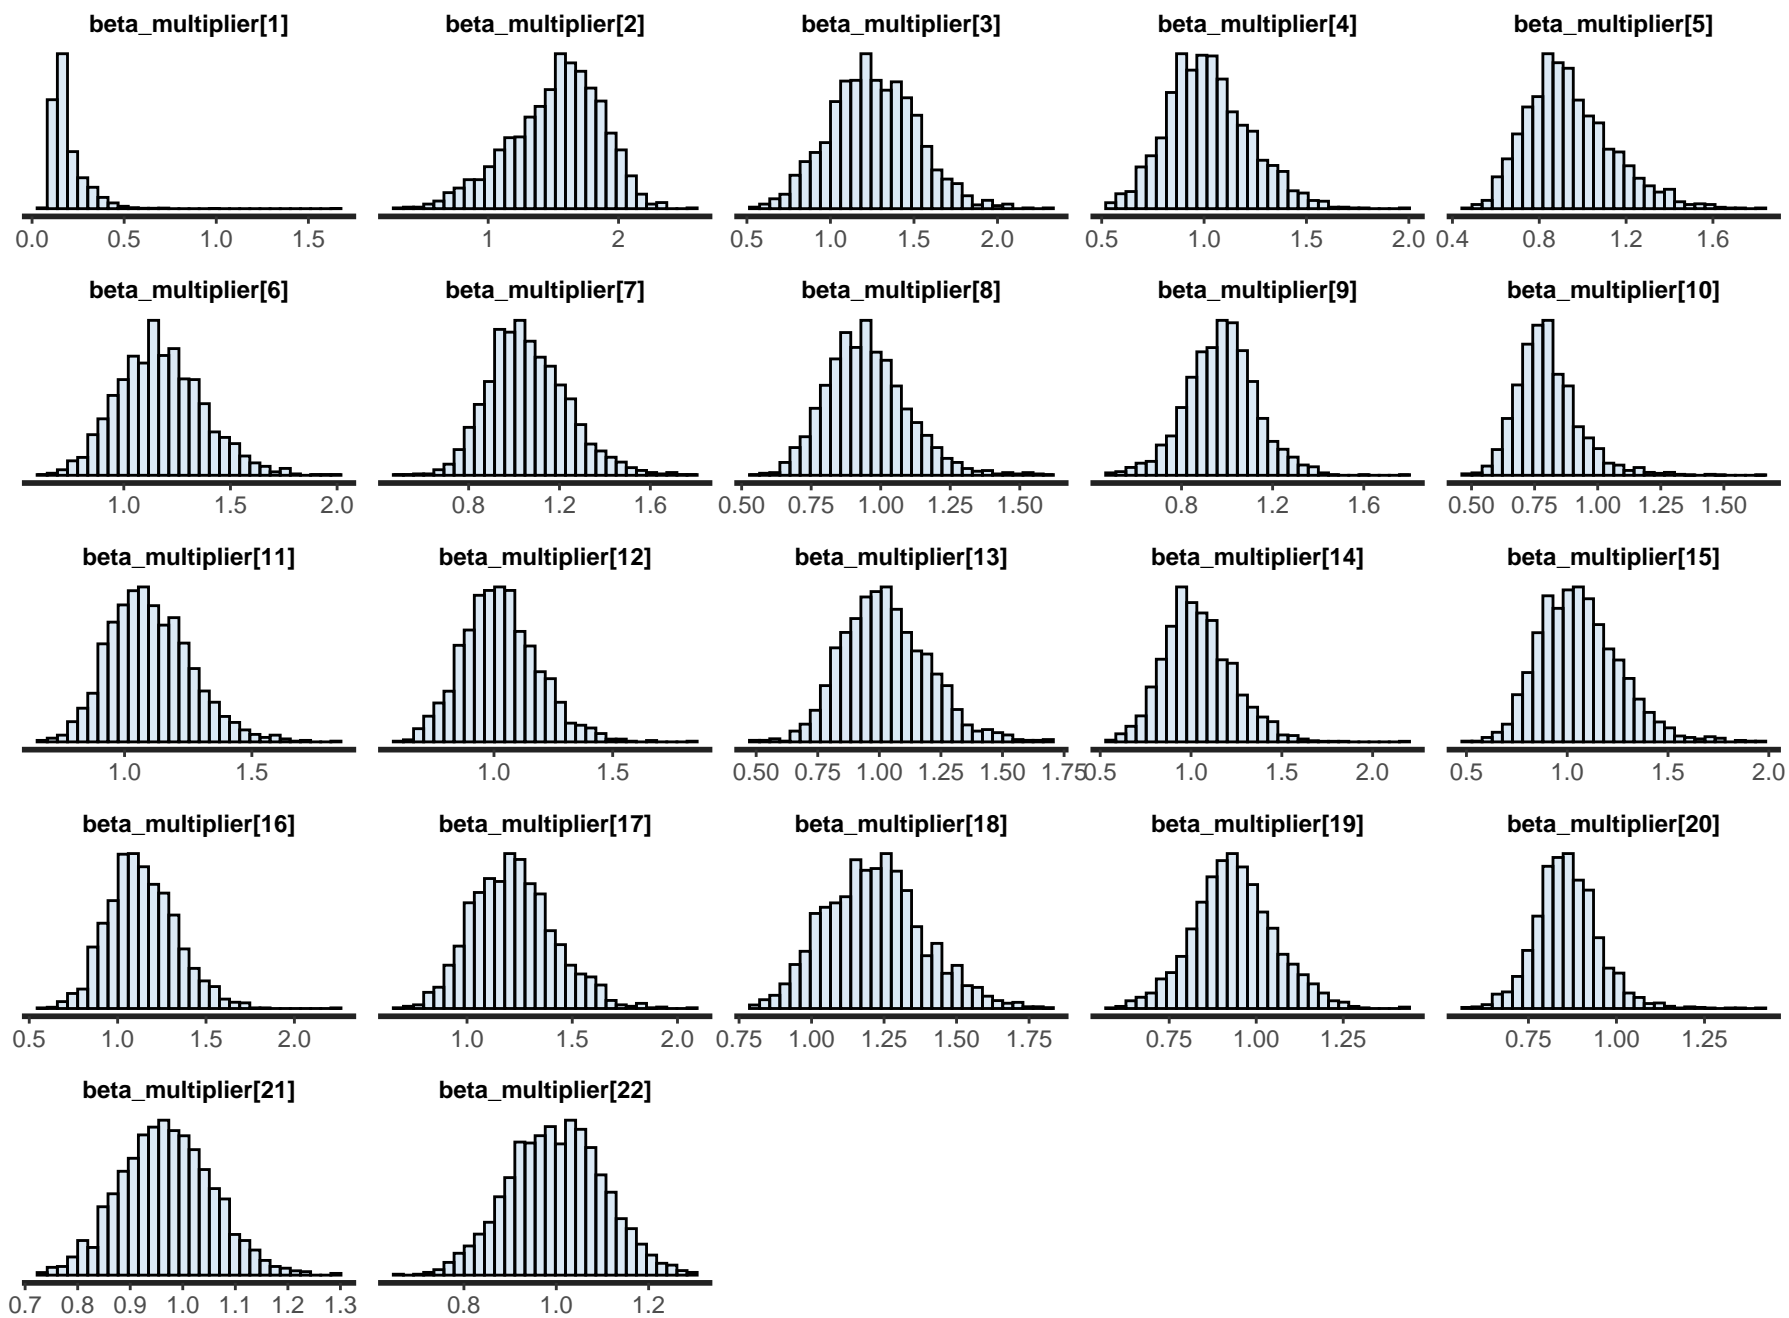 beta_multiplier[1] beta_multiplier[2] beta_multiplier[3] beta_multiplier[4] beta_multiplier[5]
0.0 0.5 1.0 1.5 1 2 0.5 1.0 1.5 2.0 0.5 1.0 1.5 2.0 0.4 0.8 1.2 1.6
beta_multiplier[6] beta_multiplier[7] beta_multiplier[8] beta_multiplier[9] beta_multiplier[10]
1.0 1.5 2.0 0.8 1.2 1.6 0.50 0.75 1.00 1.25 1.50 0.8 1.2 1.6 0.50 0.75 1.00 1.25 1.50
beta_multiplier[11] beta_multiplier[12] beta_multiplier[13] beta_multiplier[14] beta_multiplier[15]
1.0 1.5 1.0 1.5 0.50 0.75 1.00 1.25 1.50 1.75 0.5 1.0 1.5 2.0 0.5 1.0 1.5 2.0
beta_multiplier[16] beta_multiplier[17] beta_multiplier[18] beta_multiplier[19] beta_multiplier[20]
0.5 1.0 1.5 2.0 1.0 1.5 2.0 0.75 1.00 1.25 1.50 1.75 0.75 1.00 1.25 0.75 1.00 1.25
beta_multiplier[21] beta_multiplier[22]
0.7 0.8 0.9 1.0 1.1 1.2 1.3 0.8 1.0 1.2